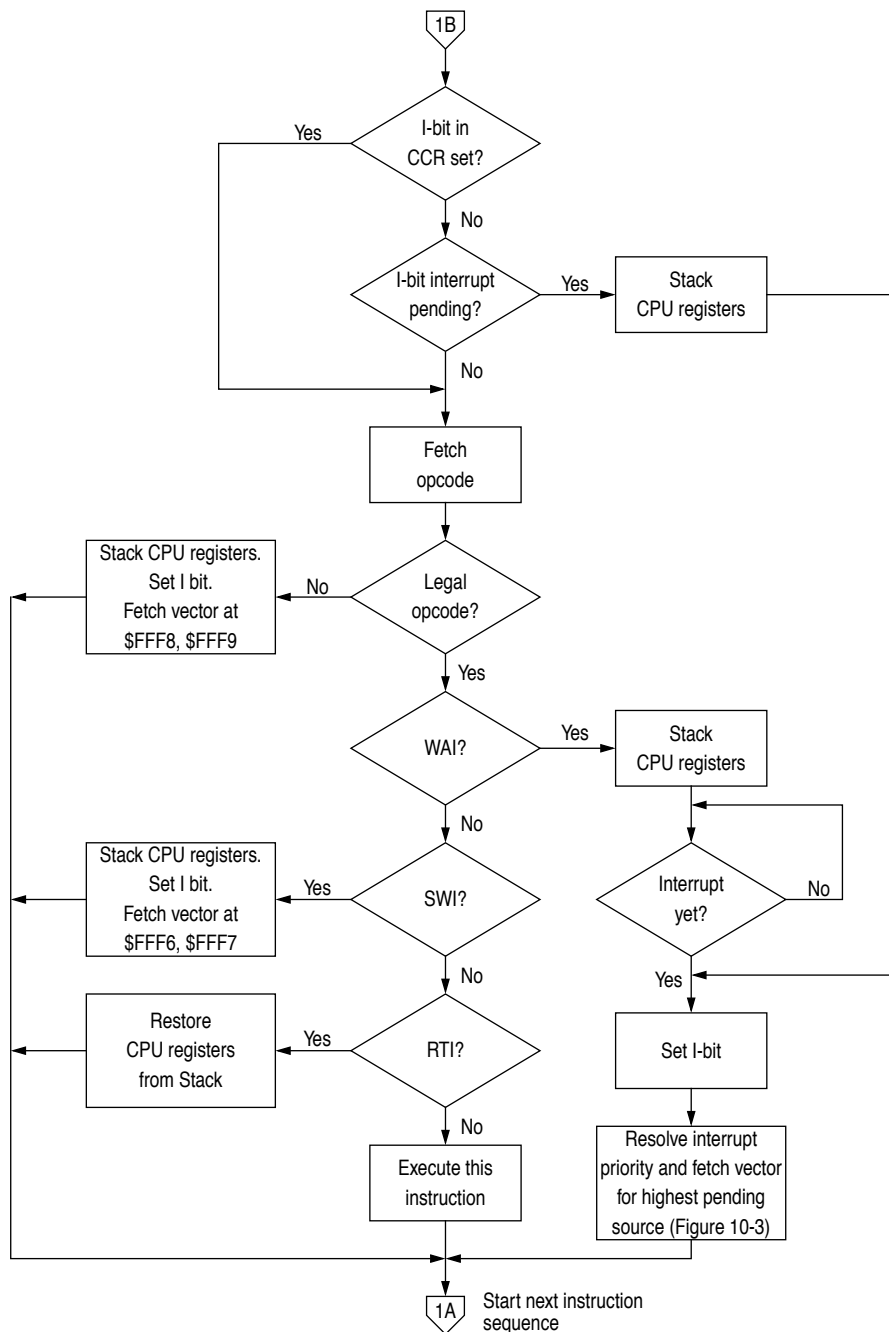 1B
I-bit in
CCR set?
Yes
No
I-bit interrupt
pending?
Yes
Stack
CPU registers
No
Fetch
opcode
Stack CPU registers.
Set I bit.
Fetch vector at
$FFF8, $FFF9
No
Legal
opcode?
Yes
WAI?
Yes
Stack
CPU registers
No
Stack CPU registers.
Set I bit.
Fetch vector at
$FFF6, $FFF7
Yes
SWI?
Interrupt
yet?
No
No
Yes
Restore
CPU registers
from Stack
Yes
RTI?
Set I-bit
No
Execute this
instruction
Resolve interrupt
priority and fetch vector
for highest pending
source (Figure 10-3)
1A
Start next instruction
sequence